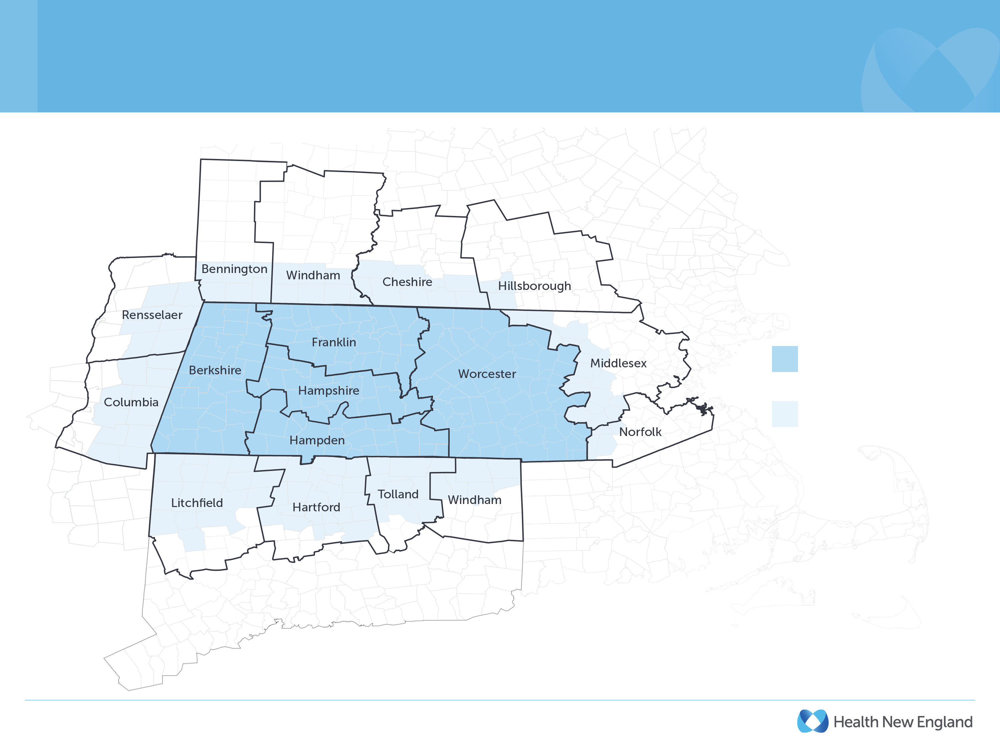 Bennington
Windham
Cheshire
Hillsborough
Rensselaer
Franklin
Middlesex
Berkshire
Worcester
Hampshire
Columbia
Norfolk
Hampden
Tolland
Windham
Litchfield
Hartford
Health New England